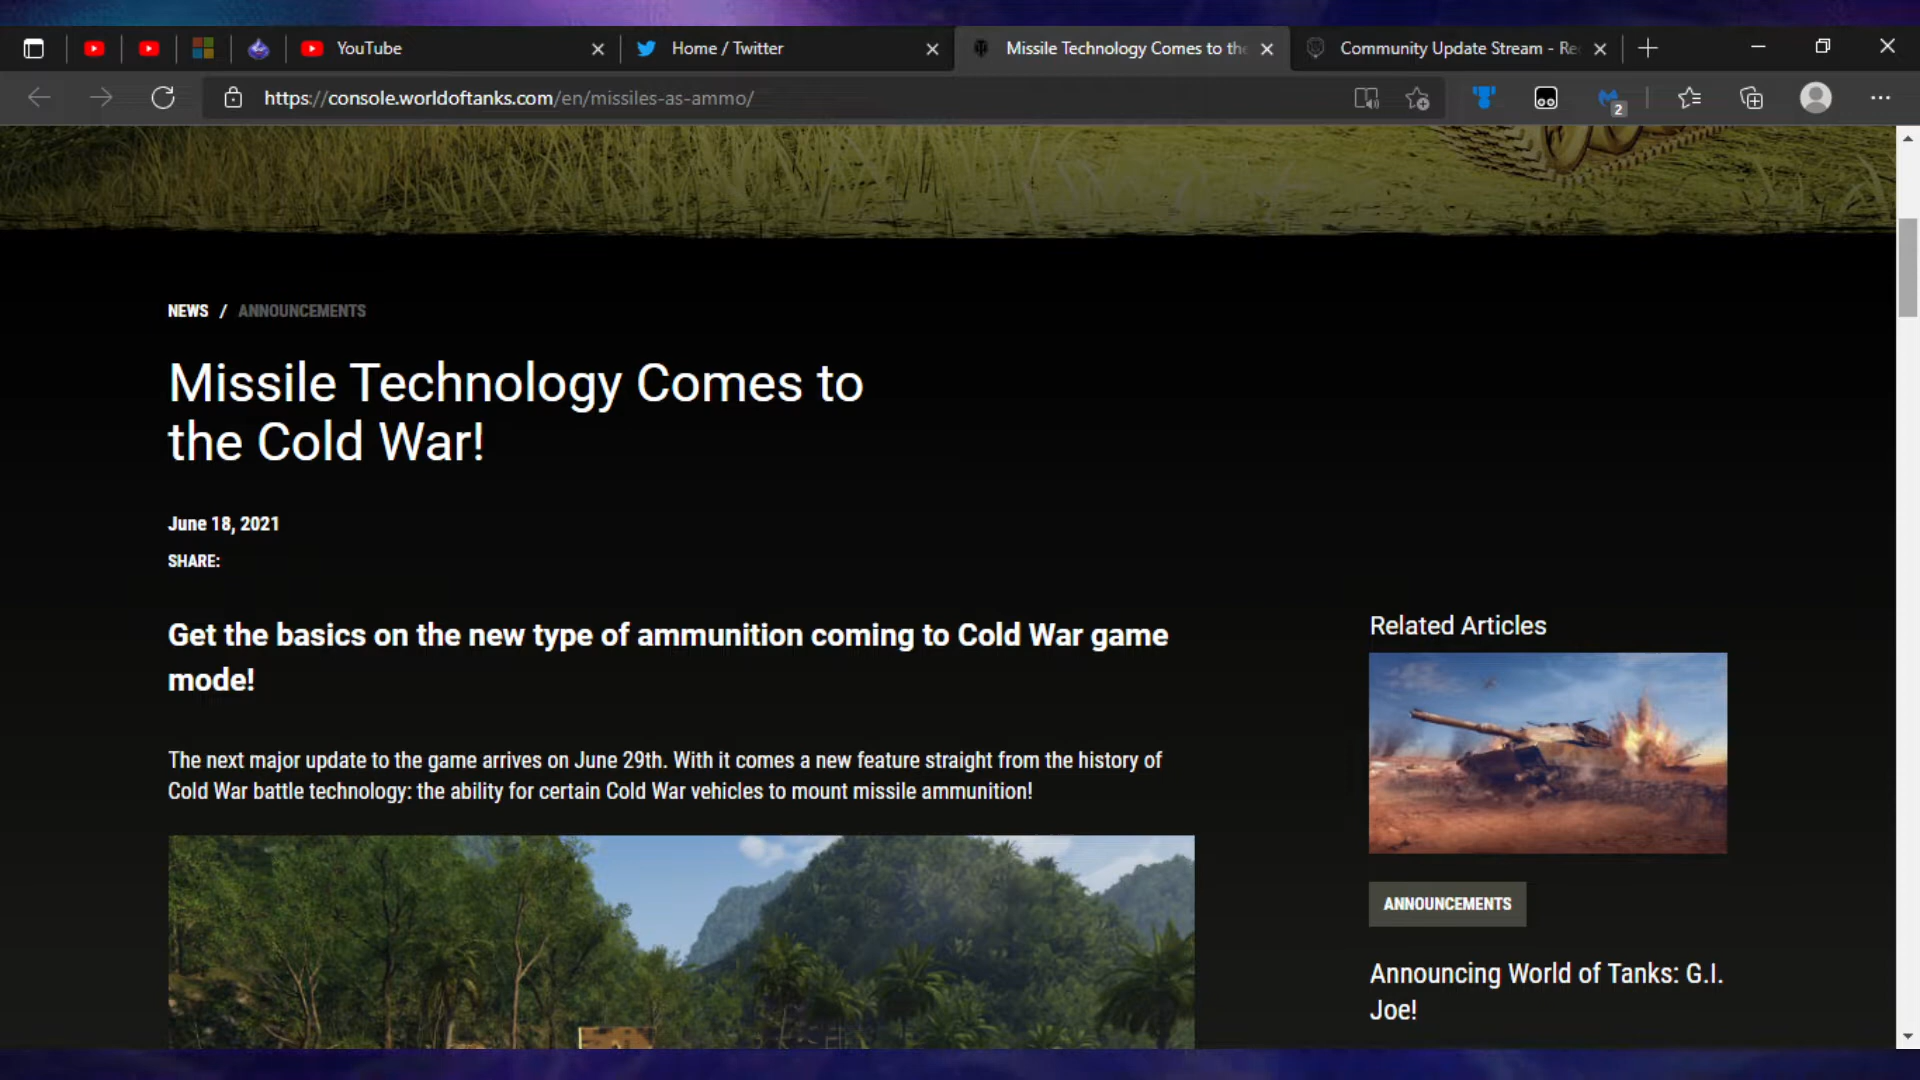 YouTube
Home / Twitter
Missile Technology Comes to the
Community Update Stream - Re
https://console.worldoftanks.com/en/missiles-as-ammo/
2
NEWS / ANNOUNCEMENTS
Missile Technology Comes to
the Cold War!
June 18, 2021
SHARE:
Get the basics on the new type of ammunition coming to Cold War game
mode!
The next major update to the game arrives on June 29th. With it comes a new feature straight from the history of
Cold War battle technology: the ability for certain Cold War vehicles to mount missile ammunition!
Related Articles
ANNOUNCEMENTS
Announcing World of Tanks: G.I.
Joe!